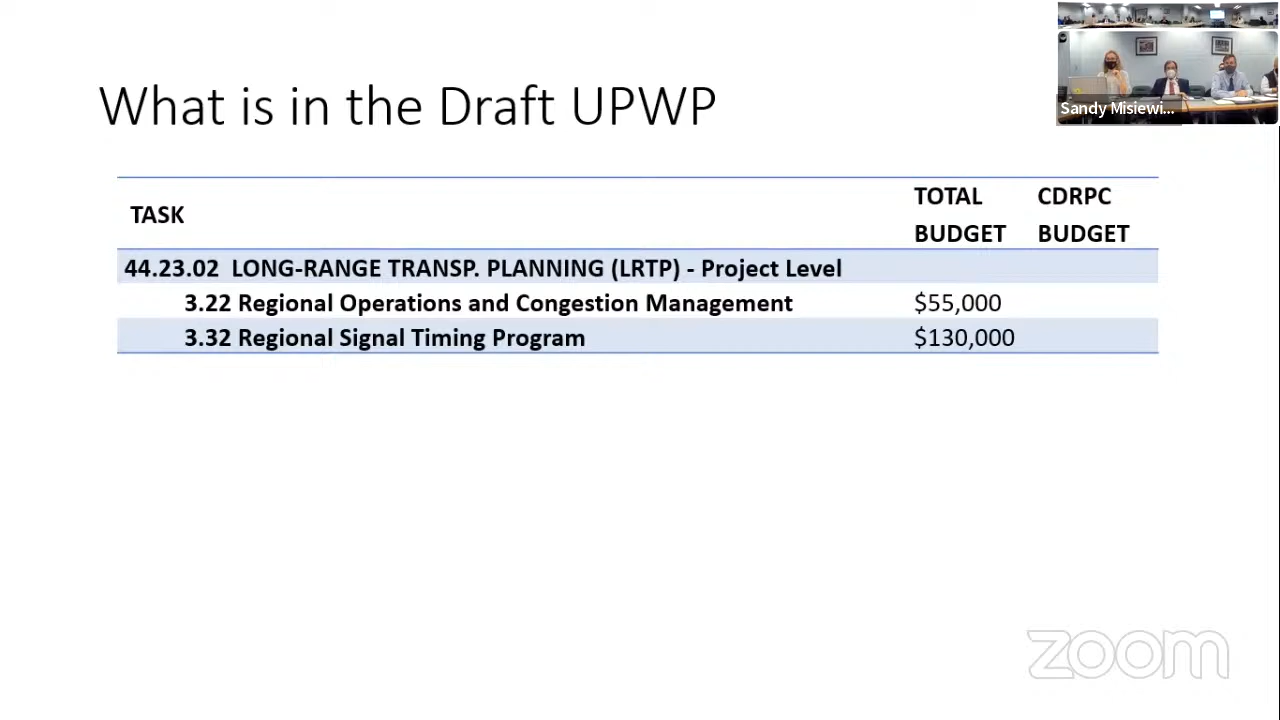 What is in the Draft UPWP
Sandy Misiewi...
TASK
TOTAL BUDGET
CDRPC BUDGET
44.23.02 LONG-RANGE TRANSP. PLANNING (LRTP) - Project Level
3.22 Regional Operations and Congestion Management $55,000
3.32 Regional Signal Timing Program $130,000
zoom